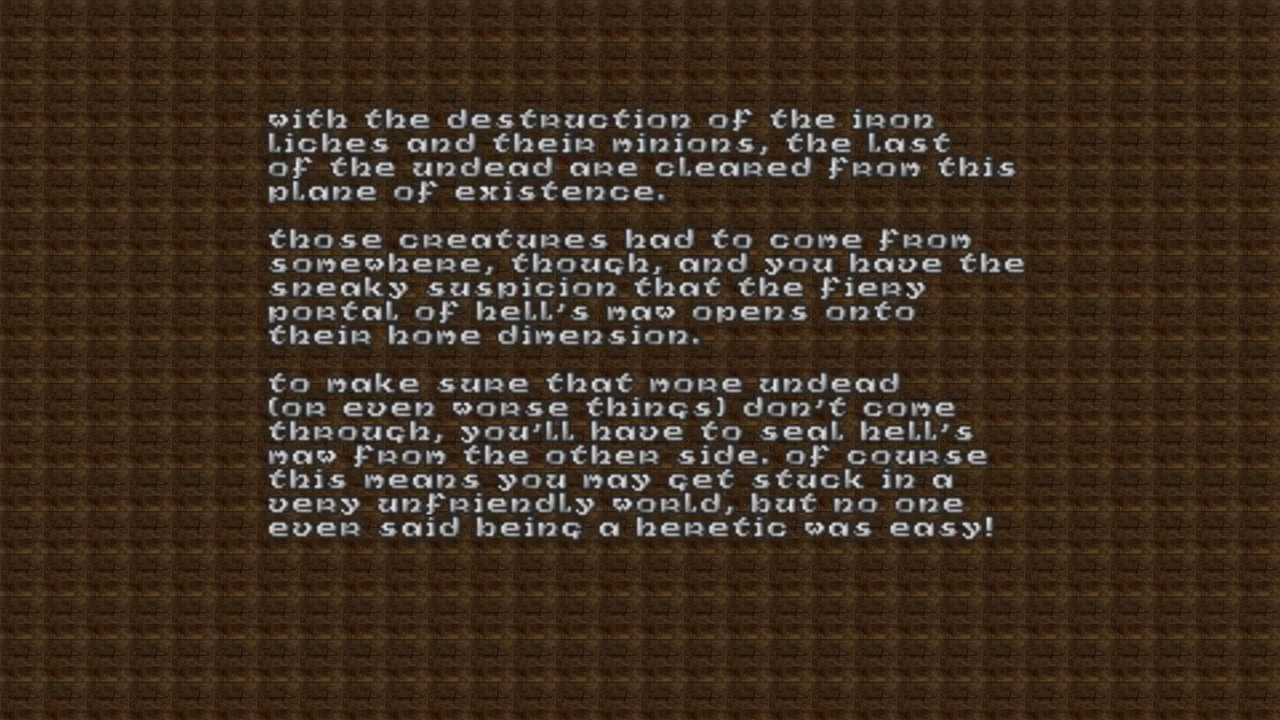 with the destruction of the iron
liches and their minions, the last
of the undead are cleared from this
plane of existence.
those creatures had to come from
somewhere, though, and you have the
sneaky suspicion that the fiery
portal of hell's maw opens onto
their home dimension.
to make sure that more undead
(or even worse things) don't come
through, you'll have to seal hell's
maw from the other side. of course
this means you may get stuck in a
very unfriendly world, but no one
ever said being a heretic was easy!